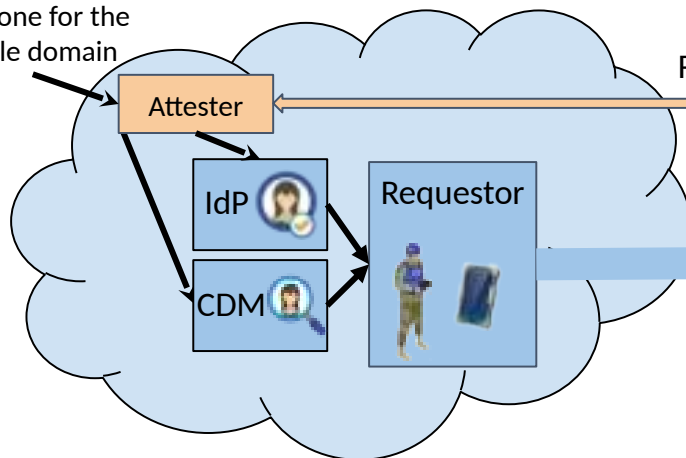 one for the
le domain
Attester
IdP
Requestor
CDM